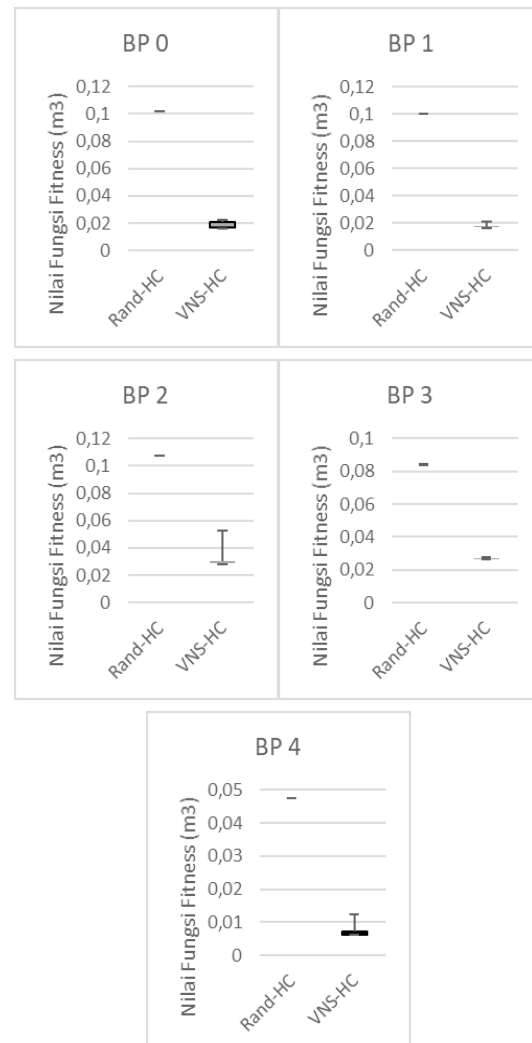 BP 0
Nilai Fungsi Fitness (m3)
0,12
0,1
0,08
0,06
0,04
0,02
0
Rand-HC
VNS-HC
BP 1
Nilai Fungsi Fitness (m3)
0,12
0,1
0,08
0,06
0,04
0,02
0
Rand-HC
VNS-HC
BP 2
Nilai Fungsi Fitness (m3)
0,12
0,1
0,08
0,06
0,04
0,02
0
Rand-HC
VNS-HC
BP 3
Nilai Fungsi Fitness (m3)
0,1
0,08
0,06
0,04
0,02
0
Rand-HC
VNS-HC
BP 4
Nilai Fungsi Fitness (m3)
0,05
0,04
0,03
0,02
0,01
0
Rand-HC
VNS-HC